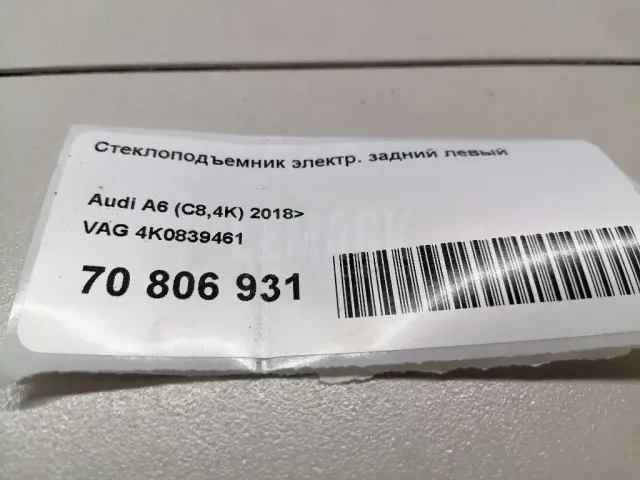 Стеклоподъемник электр. задний левый
Audi A6 (C8,4K) 2018>
VAG 4K0839461
70 806 931